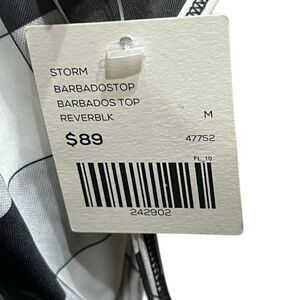 STORM
BARBADOSTOP
BARBADOS TOP
REVERBLK M
$89 47752
FL_10
242902